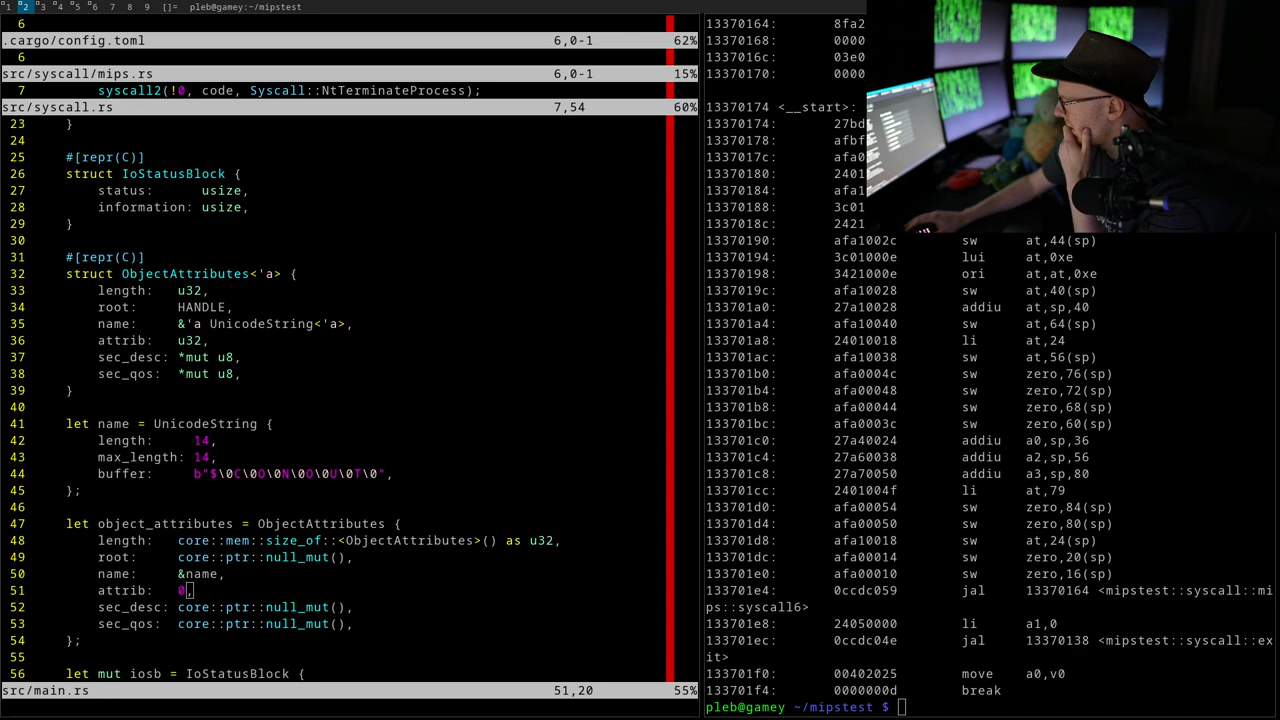 1 2 3 4 5 6 7 8 9 []= pleb@gamey:~/mipstest
6
.cargo/config.toml 6,0-1 62%
6
src/syscall/mips.rs 6,0-1 15%
7 syscall2(!0, code, Syscall::NtTerminateProcess);
src/syscall.rs 7,54 60%
23 }
24
25 #[repr(C)]
26 struct IoStatusBlock {
27 status: usize,
28 information: usize,
29 }
30
31 #[repr(C)]
32 struct ObjectAttributes<'a> {
33 length: u32,
34 root: HANDLE,
35 name: &'a UnicodeString<'a>,
36 attrib: u32,
37 sec_desc: *mut u8,
38 sec_qos: *mut u8,
39 }
40
41 let name = UnicodeString {
42 length: 14,
43 max_length: 14,
44 buffer: b"$\0C\0O\0N\0O\0U\0T\0",
45 };
46
47 let object_attributes = ObjectAttributes {
48 length: core::mem::size_of::<ObjectAttributes>() as u32,
49 root: core::ptr::null_mut(),
50 name: &name,
51 attrib: 0,
52 sec_desc: core::ptr::null_mut(),
53 sec_qos: core::ptr::null_mut(),
54 };
55
56 let mut iosb = IoStatusBlock {
src/main.rs 51,20 55%
13370164: 8fa2
13370168: 0000
1337016c: 03e0
13370170: 0000
13370174 <__start>:
13370174: 27bd
13370178: afbf
1337017c: afa0
13370180: 2401
13370184: afa1
13370188: 3c01
1337018c: 2421
13370190: afa1002c sw at,44(sp)
13370194: 3c01000e lui at,0xe
13370198: 3421000e ori at,at,0xe
1337019c: afa10028 sw at,40(sp)
133701a0: 27a10028 addiu at,sp,40
133701a4: afa10040 sw at,64(sp)
133701a8: 24010018 li at,24
133701ac: afa10038 sw at,56(sp)
133701b0: afa0004c sw zero,76(sp)
133701b4: afa00048 sw zero,72(sp)
133701b8: afa00044 sw zero,68(sp)
133701bc: afa0003c sw zero,60(sp)
133701c0: 27a40024 addiu a0,sp,36
133701c4: 27a60038 addiu a2,sp,56
133701c8: 27a70050 addiu a3,sp,80
133701cc: 2401004f li at,79
133701d0: afa00054 sw zero,84(sp)
133701d4: afa00050 sw zero,80(sp)
133701d8: afa10018 sw at,24(sp)
133701dc: afa00014 sw zero,20(sp)
133701e0: afa00010 sw zero,16(sp)
133701e4: 0ccdc059 jal 13370164 <mipstest::syscall::mi
ps::syscall6>
133701e8: 24050000 li a1,0
133701ec: 0ccdc04e jal 13370138 <mipstest::syscall::ex
it>
133701f0: 00402025 move a0,v0
133701f4: 0000000d break
pleb@gamey ~/mipstest $